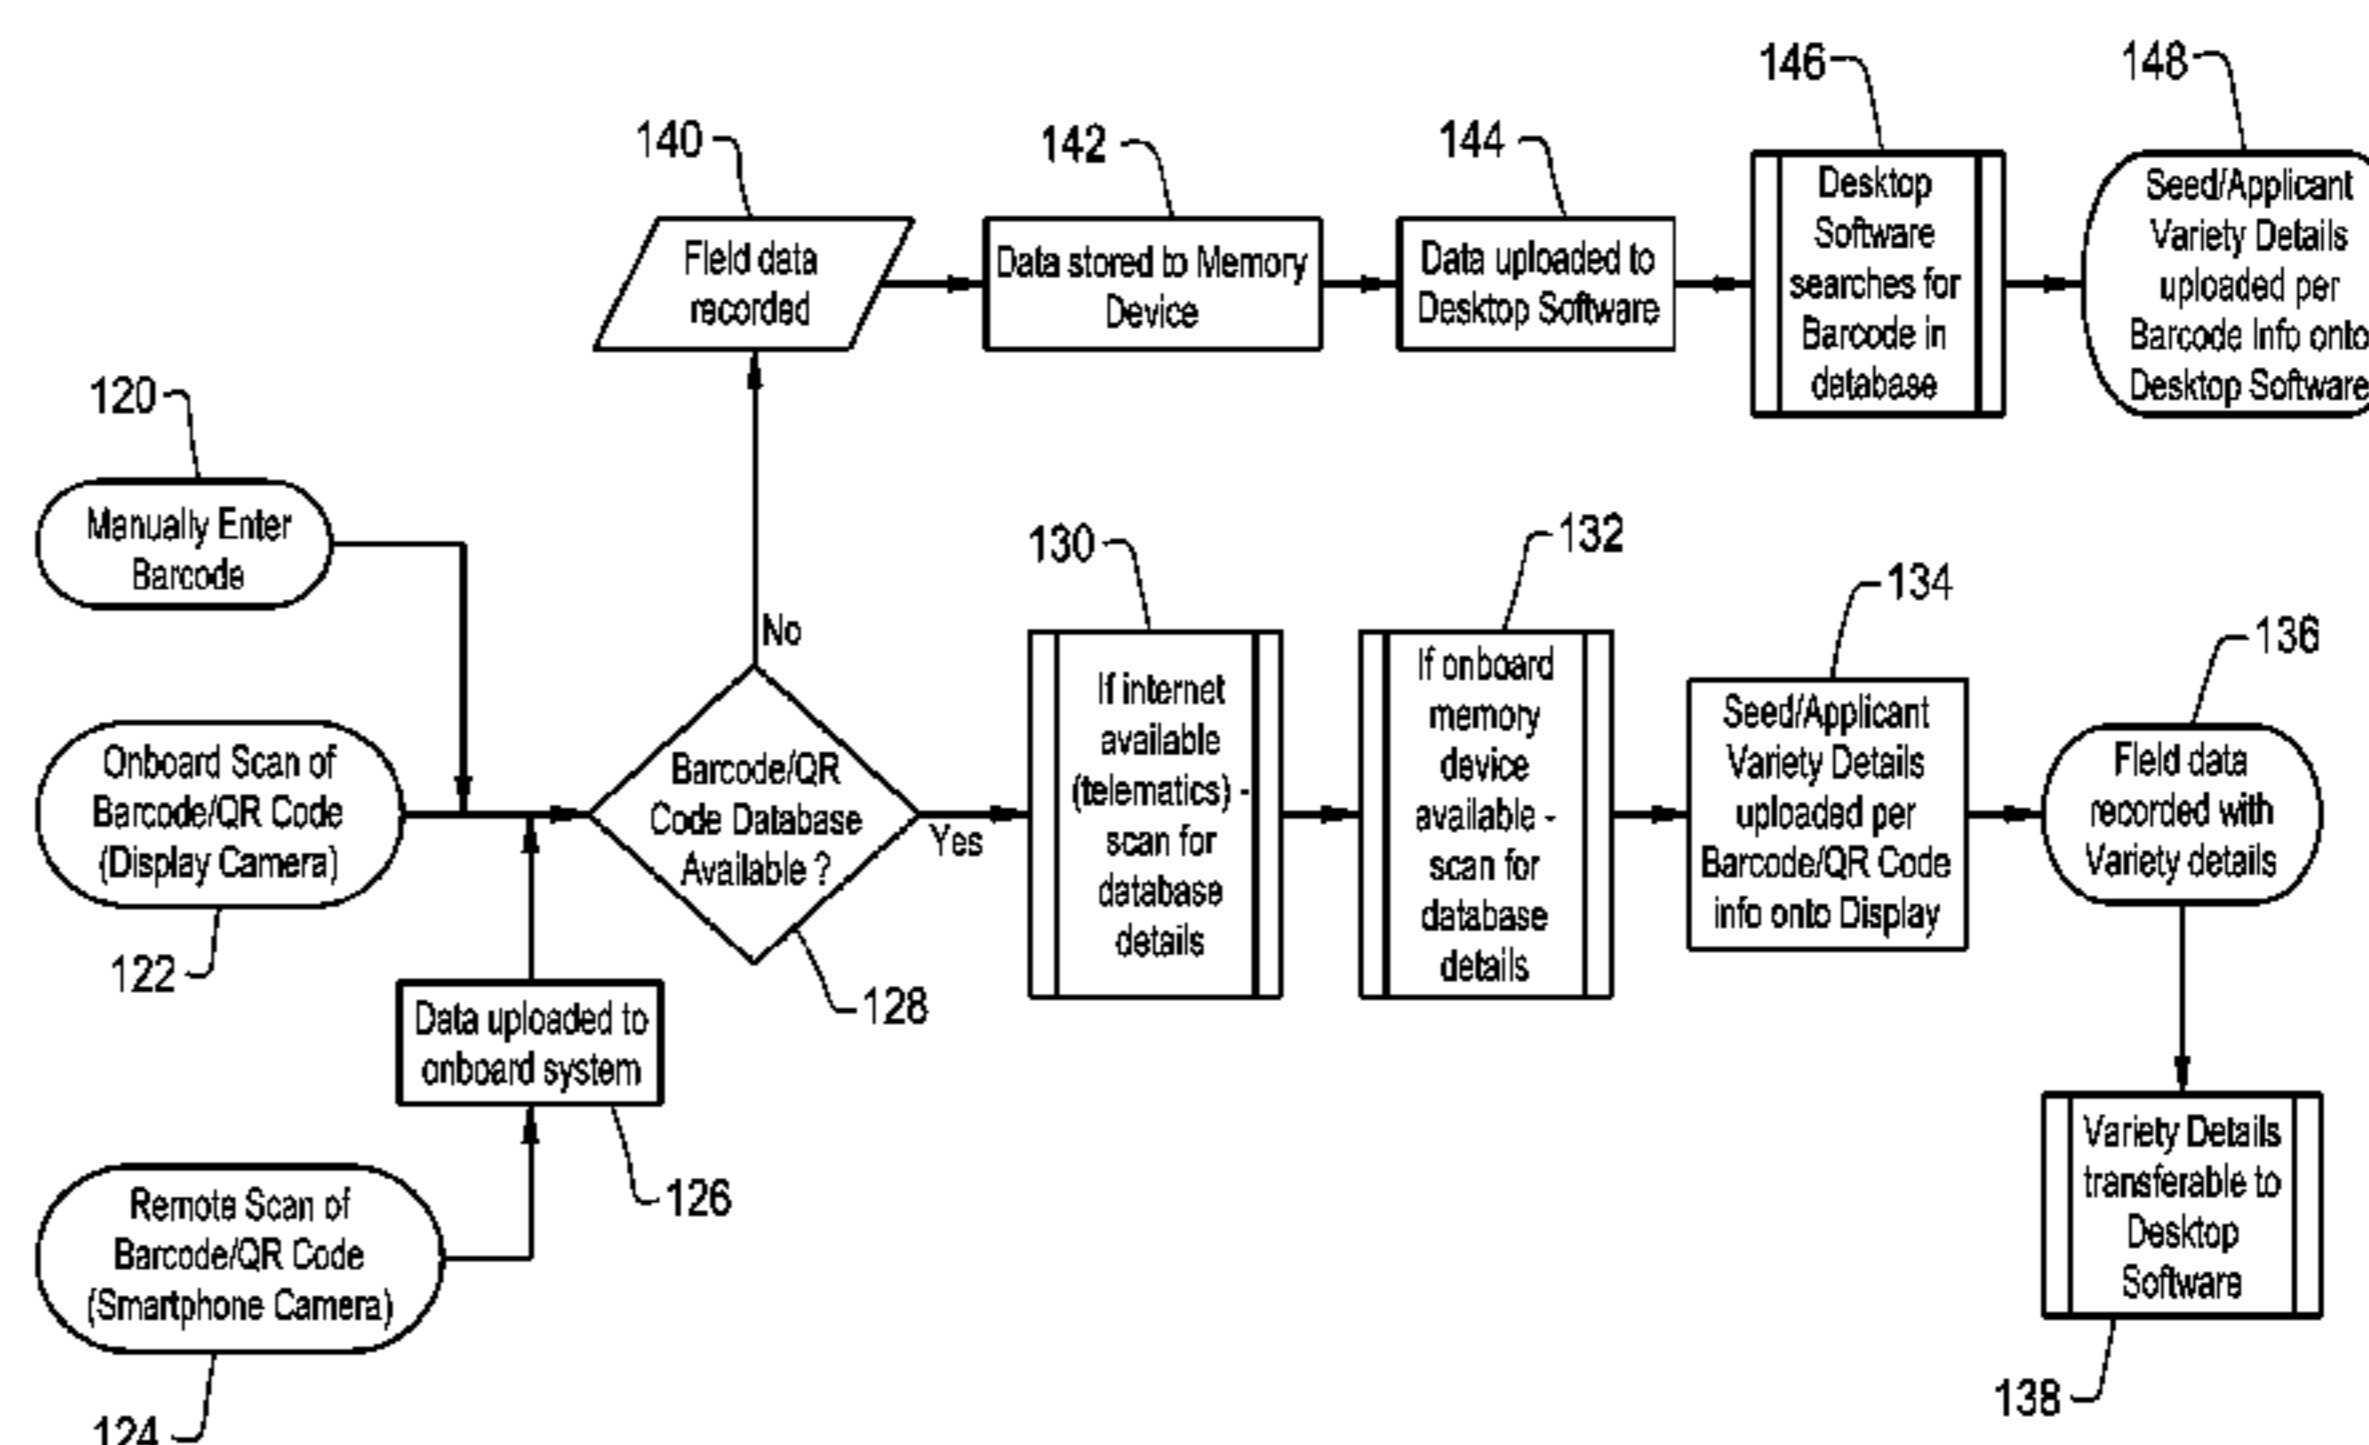 146
148
140
142
144
Field data
recorded
Data stored to Memory
Device
Data uploaded to
Desktop Software
Desktop
Software
searches for
Barcode in
database
Seed/Applicant
Variety Details
uploaded per
Barcode Info onto
Desktop Software
120
Manually Enter
Barcode
No
130
132
134
136
Onboard Scan of
Barcode/QR Code
(Display Camera)
122
Barcode/QR
Code Database
Available ?
Yes
128
If internet
available
(telematics) -
scan for
database
details
If onboard
memory
device
available -
scan for
database
details
Seed/Applicant
Variety Details
uploaded per
Barcode/QR Code
info onto Display
Field data
recorded with
Variety details
Data uploaded to
onboard system
126
Remote Scan of
Barcode/QR Code
(Smartphone Camera)
124
Variety Details
transferable to
Desktop
Software
138